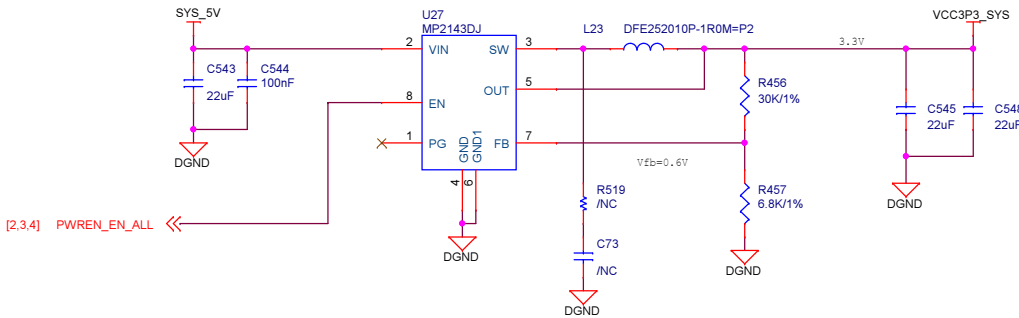 SYS_5V
U27
MP2143DJ
L23 DFE252010P-1R0M=P2
VCC3P3_SYS
2 VIN SW 3
3.3V
C543
22uF
C544
100nF
OUT 5
R456
30K/1%
8 EN
C545
22uF
C548
22uF
1 PG GND GND1 FB 7
Vfb=0.6V
DGND
4 6
R519
/NC
R457
6.8K/1%
DGND
[2,3,4] PWREN_EN_ALL
C73
/NC
DGND
DGND
DGND